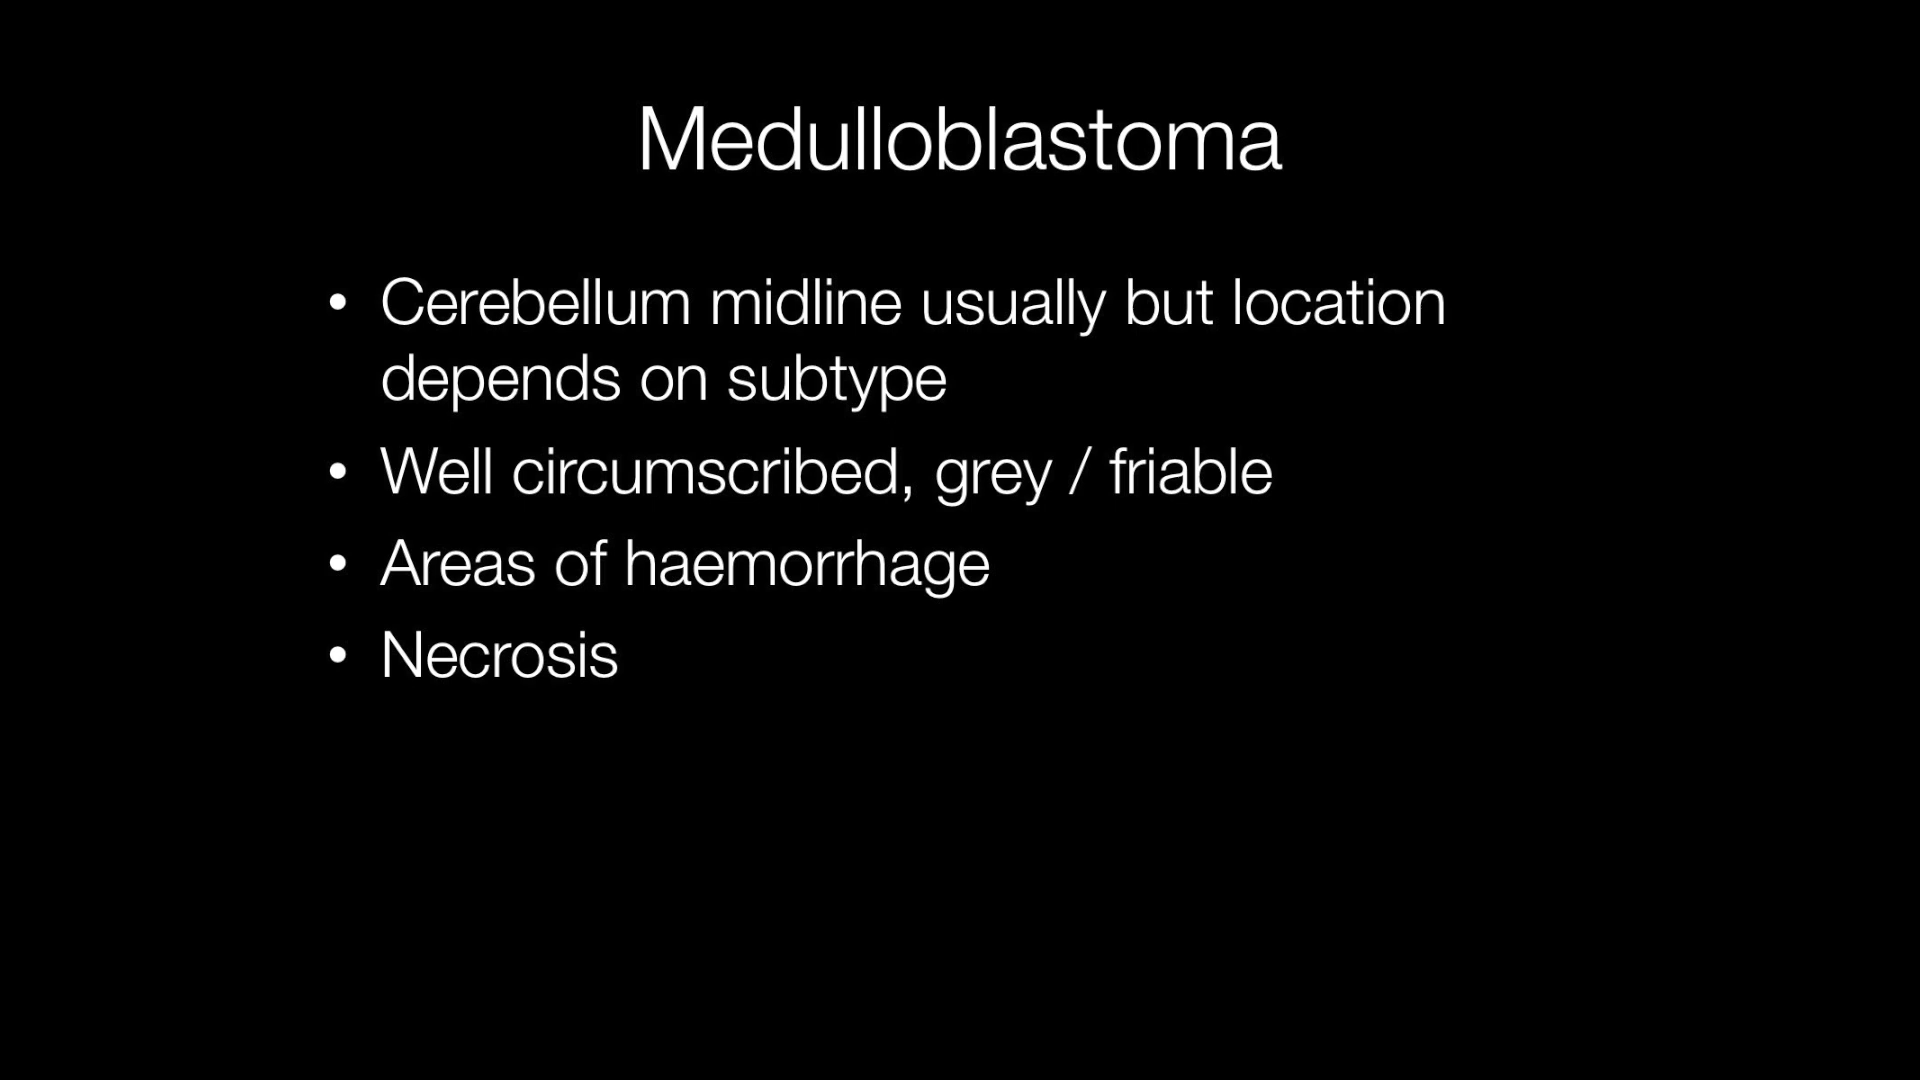 Medulloblastoma
• Cerebellum midline usually but location
depends on subtype
• Well circumscribed, grey / friable
• Areas of haemorrhage
• Necrosis